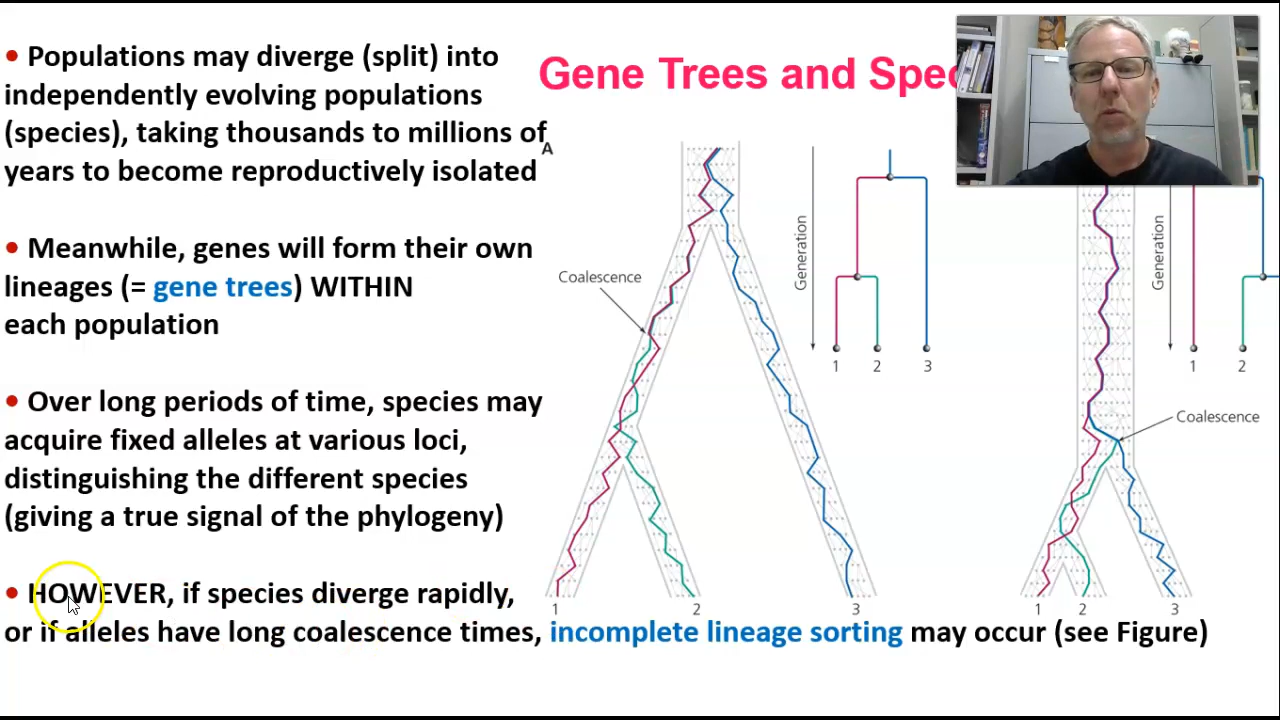 • Populations may diverge (split) into
independently evolving populations
(species), taking thousands to millions of
years to become reproductively isolated
• Meanwhile, genes will form their own
lineages (= gene trees) WITHIN
each population
• Over long periods of time, species may
acquire fixed alleles at various loci,
distinguishing the different species
(giving a true signal of the phylogeny)
• HOWEVER, if species diverge rapidly,
or if alleles have long coalescence times, incomplete lineage sorting may occur (see Figure)
Gene Trees and
A
Coalescence
1 2 3
Generation
1 2 3
Coalescence
1 2 3
Generation
1 2